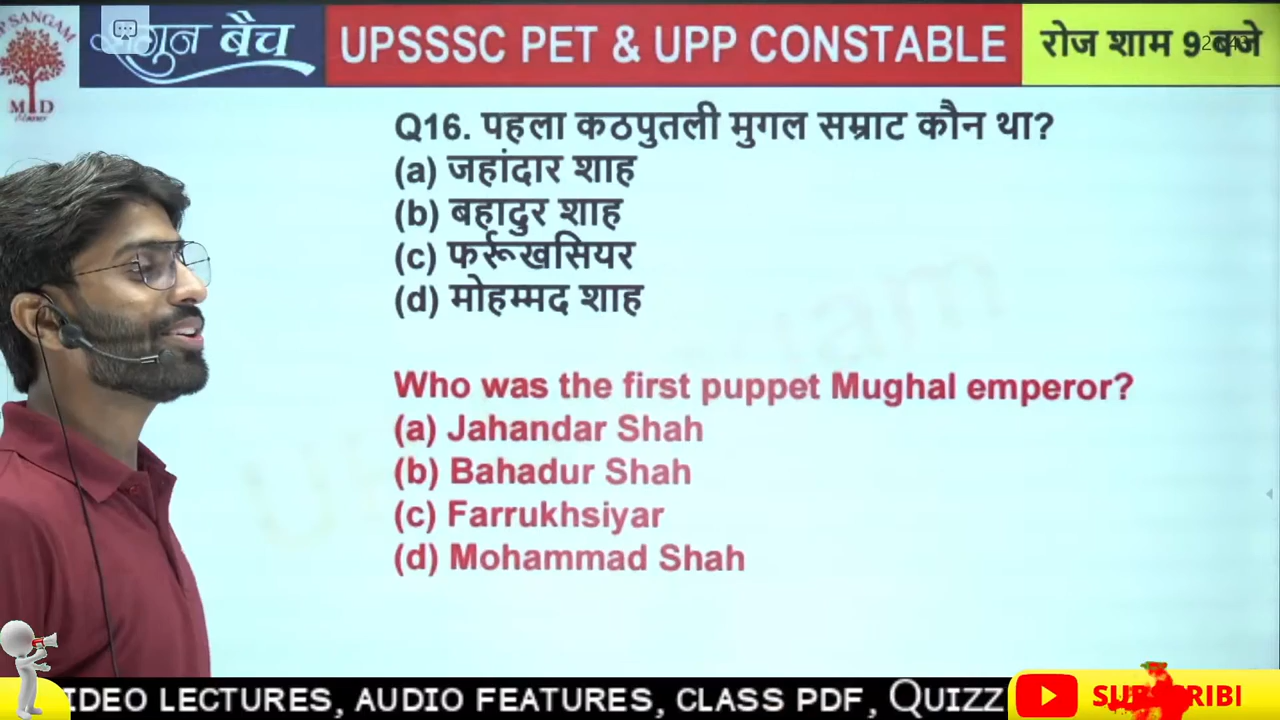 P SANGAM
M D
गुन बैच
UPSSSC PET & UPP CONSTABLE
रोज शाम 9 बजे
Q16. पहला कठपुतली मुगल सम्राट कौन था?
(a) जहांदार शाह
(b) बहादुर शाह
(c) फर्रूखसियर
(d) मोहम्मद शाह
Who was the first puppet Mughal emperor?
(a) Jahandar Shah
(b) Bahadur Shah
(c) Farrukhsiyar
(d) Mohammad Shah
IDEO LECTURES, AUDIO FEATURES, CLASS PDF, QUIZZ